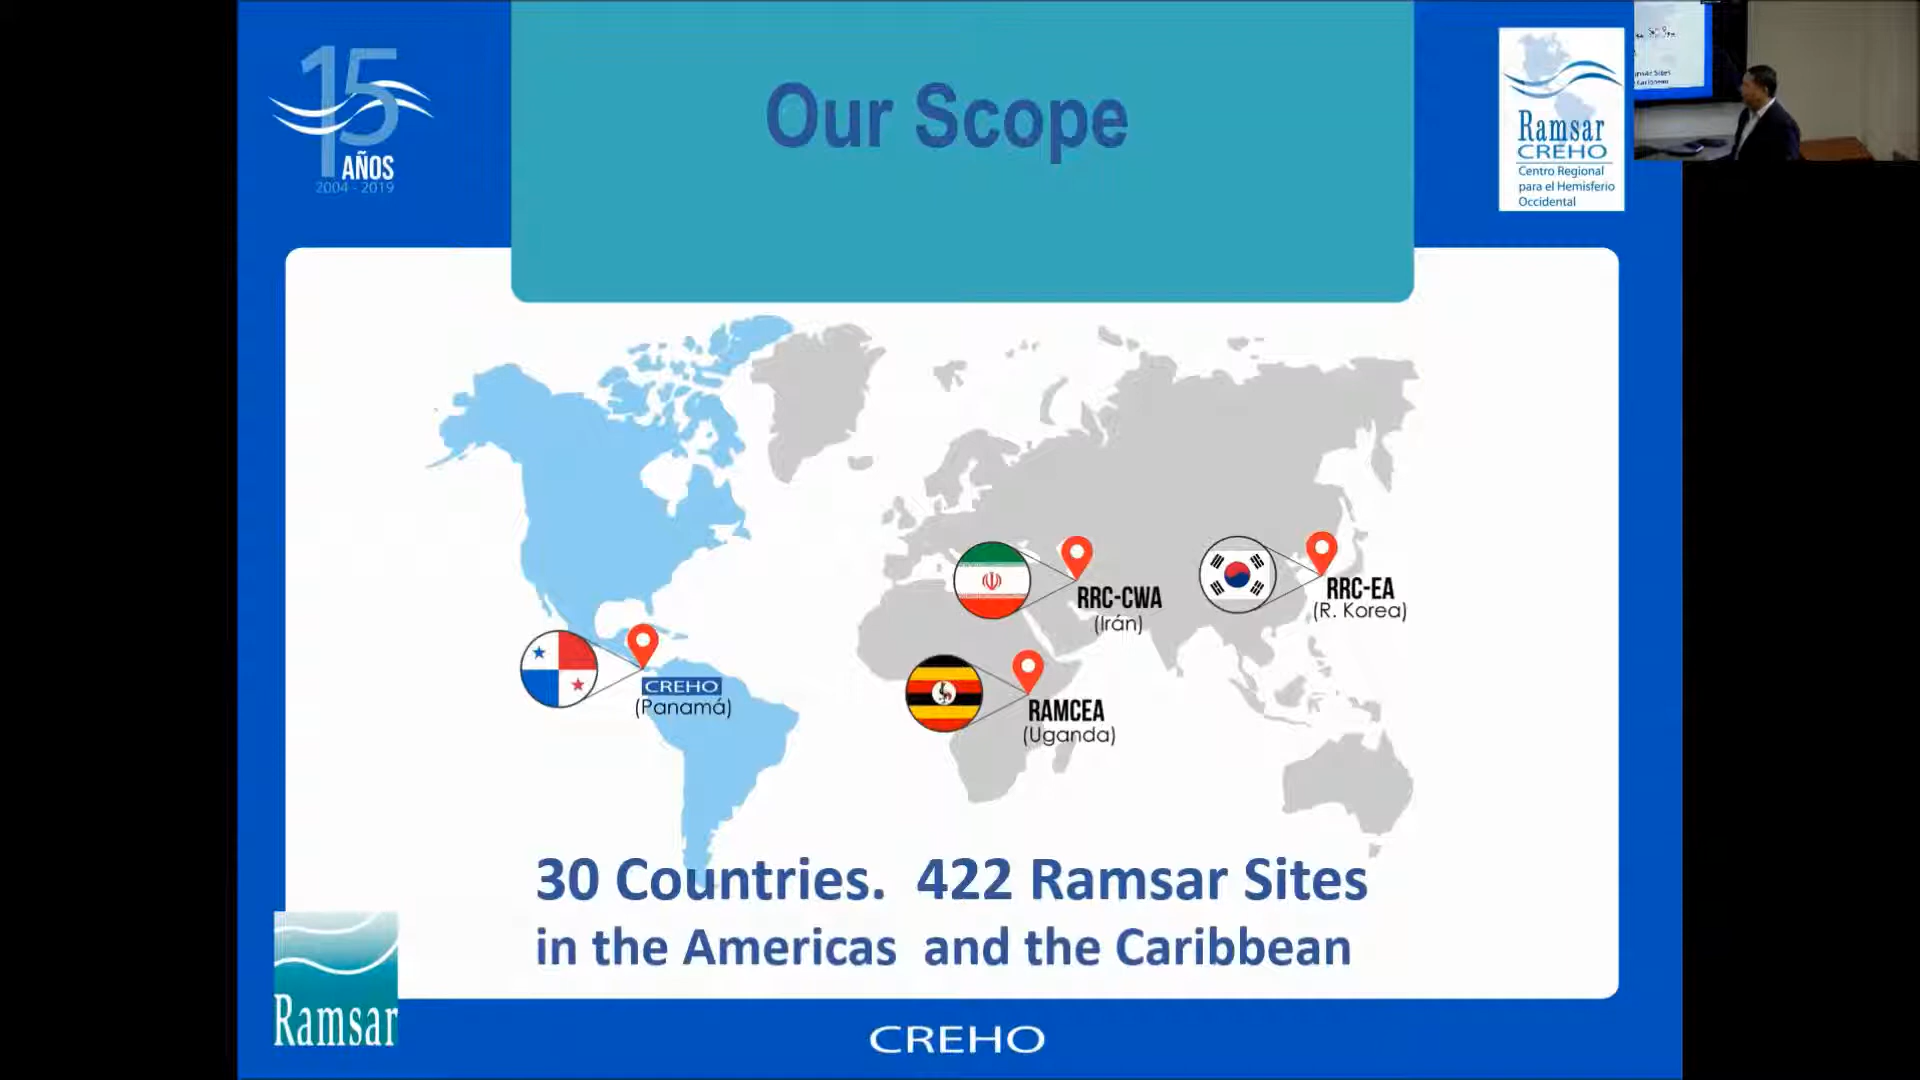 15
AÑOS
2004 - 2019
Our Scope
Ramsar
CREHO
Centro Regional
para el Hemisferio
Occidental
RRC-CWA
(Irán)
RRC-EA
(R. Korea)
CREHO
(Panamá)
RAMCEA
(Uganda)
30 Countries. 422 Ramsar Sites
in the Americas and the Caribbean
Ramsar
CREHO